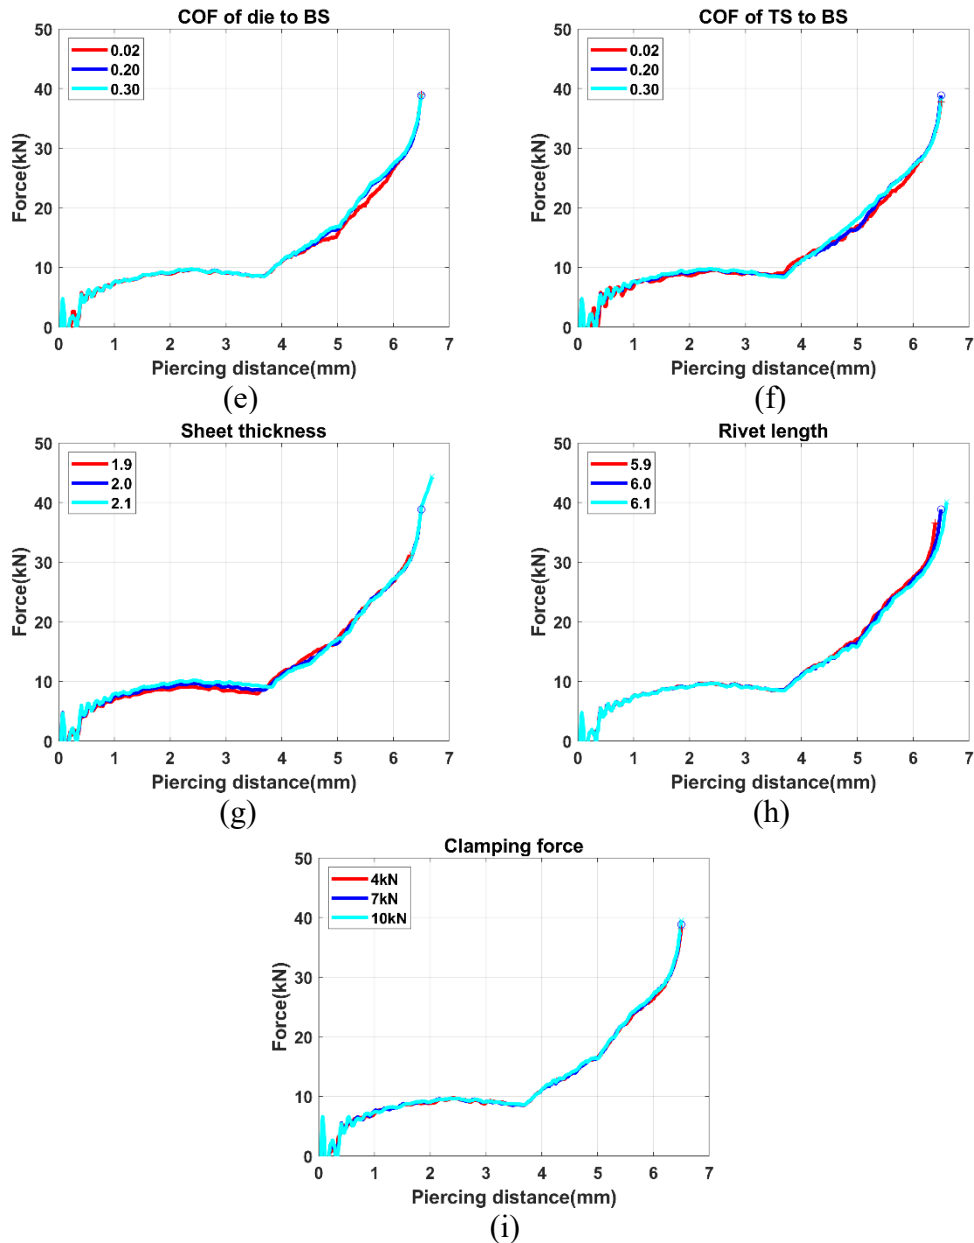 COF of die to BS
50
40
30
20
10
0
Force(kN)
0.02
0.20
0.30
0 1 2 3 4 5 6 7
Piercing distance(mm)
(e)
COF of TS to BS
50
40
30
20
10
0
Force(kN)
0.02
0.20
0.30
0 1 2 3 4 5 6 7
Piercing distance(mm)
(f)
Sheet thickness
50
40
30
20
10
0
Force(kN)
1.9
2.0
2.1
0 1 2 3 4 5 6 7
Piercing distance(mm)
(g)
Rivet length
50
40
30
20
10
0
Force(kN)
5.9
6.0
6.1
0 1 2 3 4 5 6 7
Piercing distance(mm)
(h)
Clamping force
50
40
30
20
10
0
Force(kN)
4kN
7kN
10kN
0 1 2 3 4 5 6 7
Piercing distance(mm)
(i)